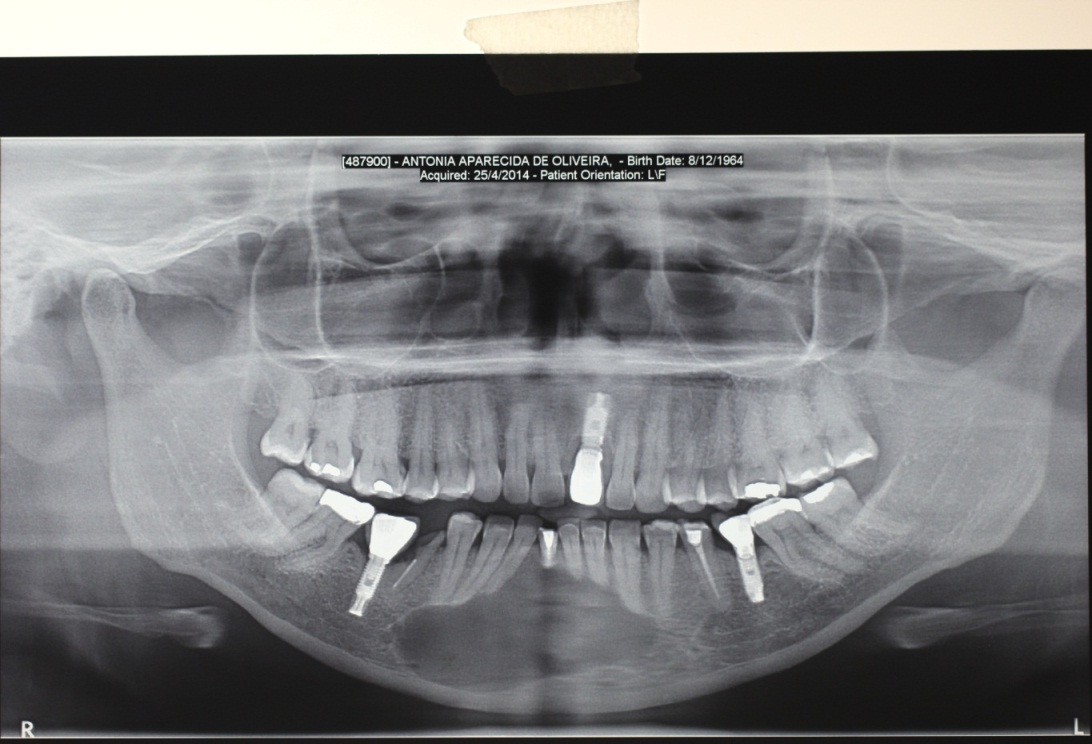 [487900] - ANTONIA APARECIDA DE OLIVEIRA,  - Birth Date: 8/12/1964
Acquired: 25/4/2014 - Patient Orientation: L\F
R
L